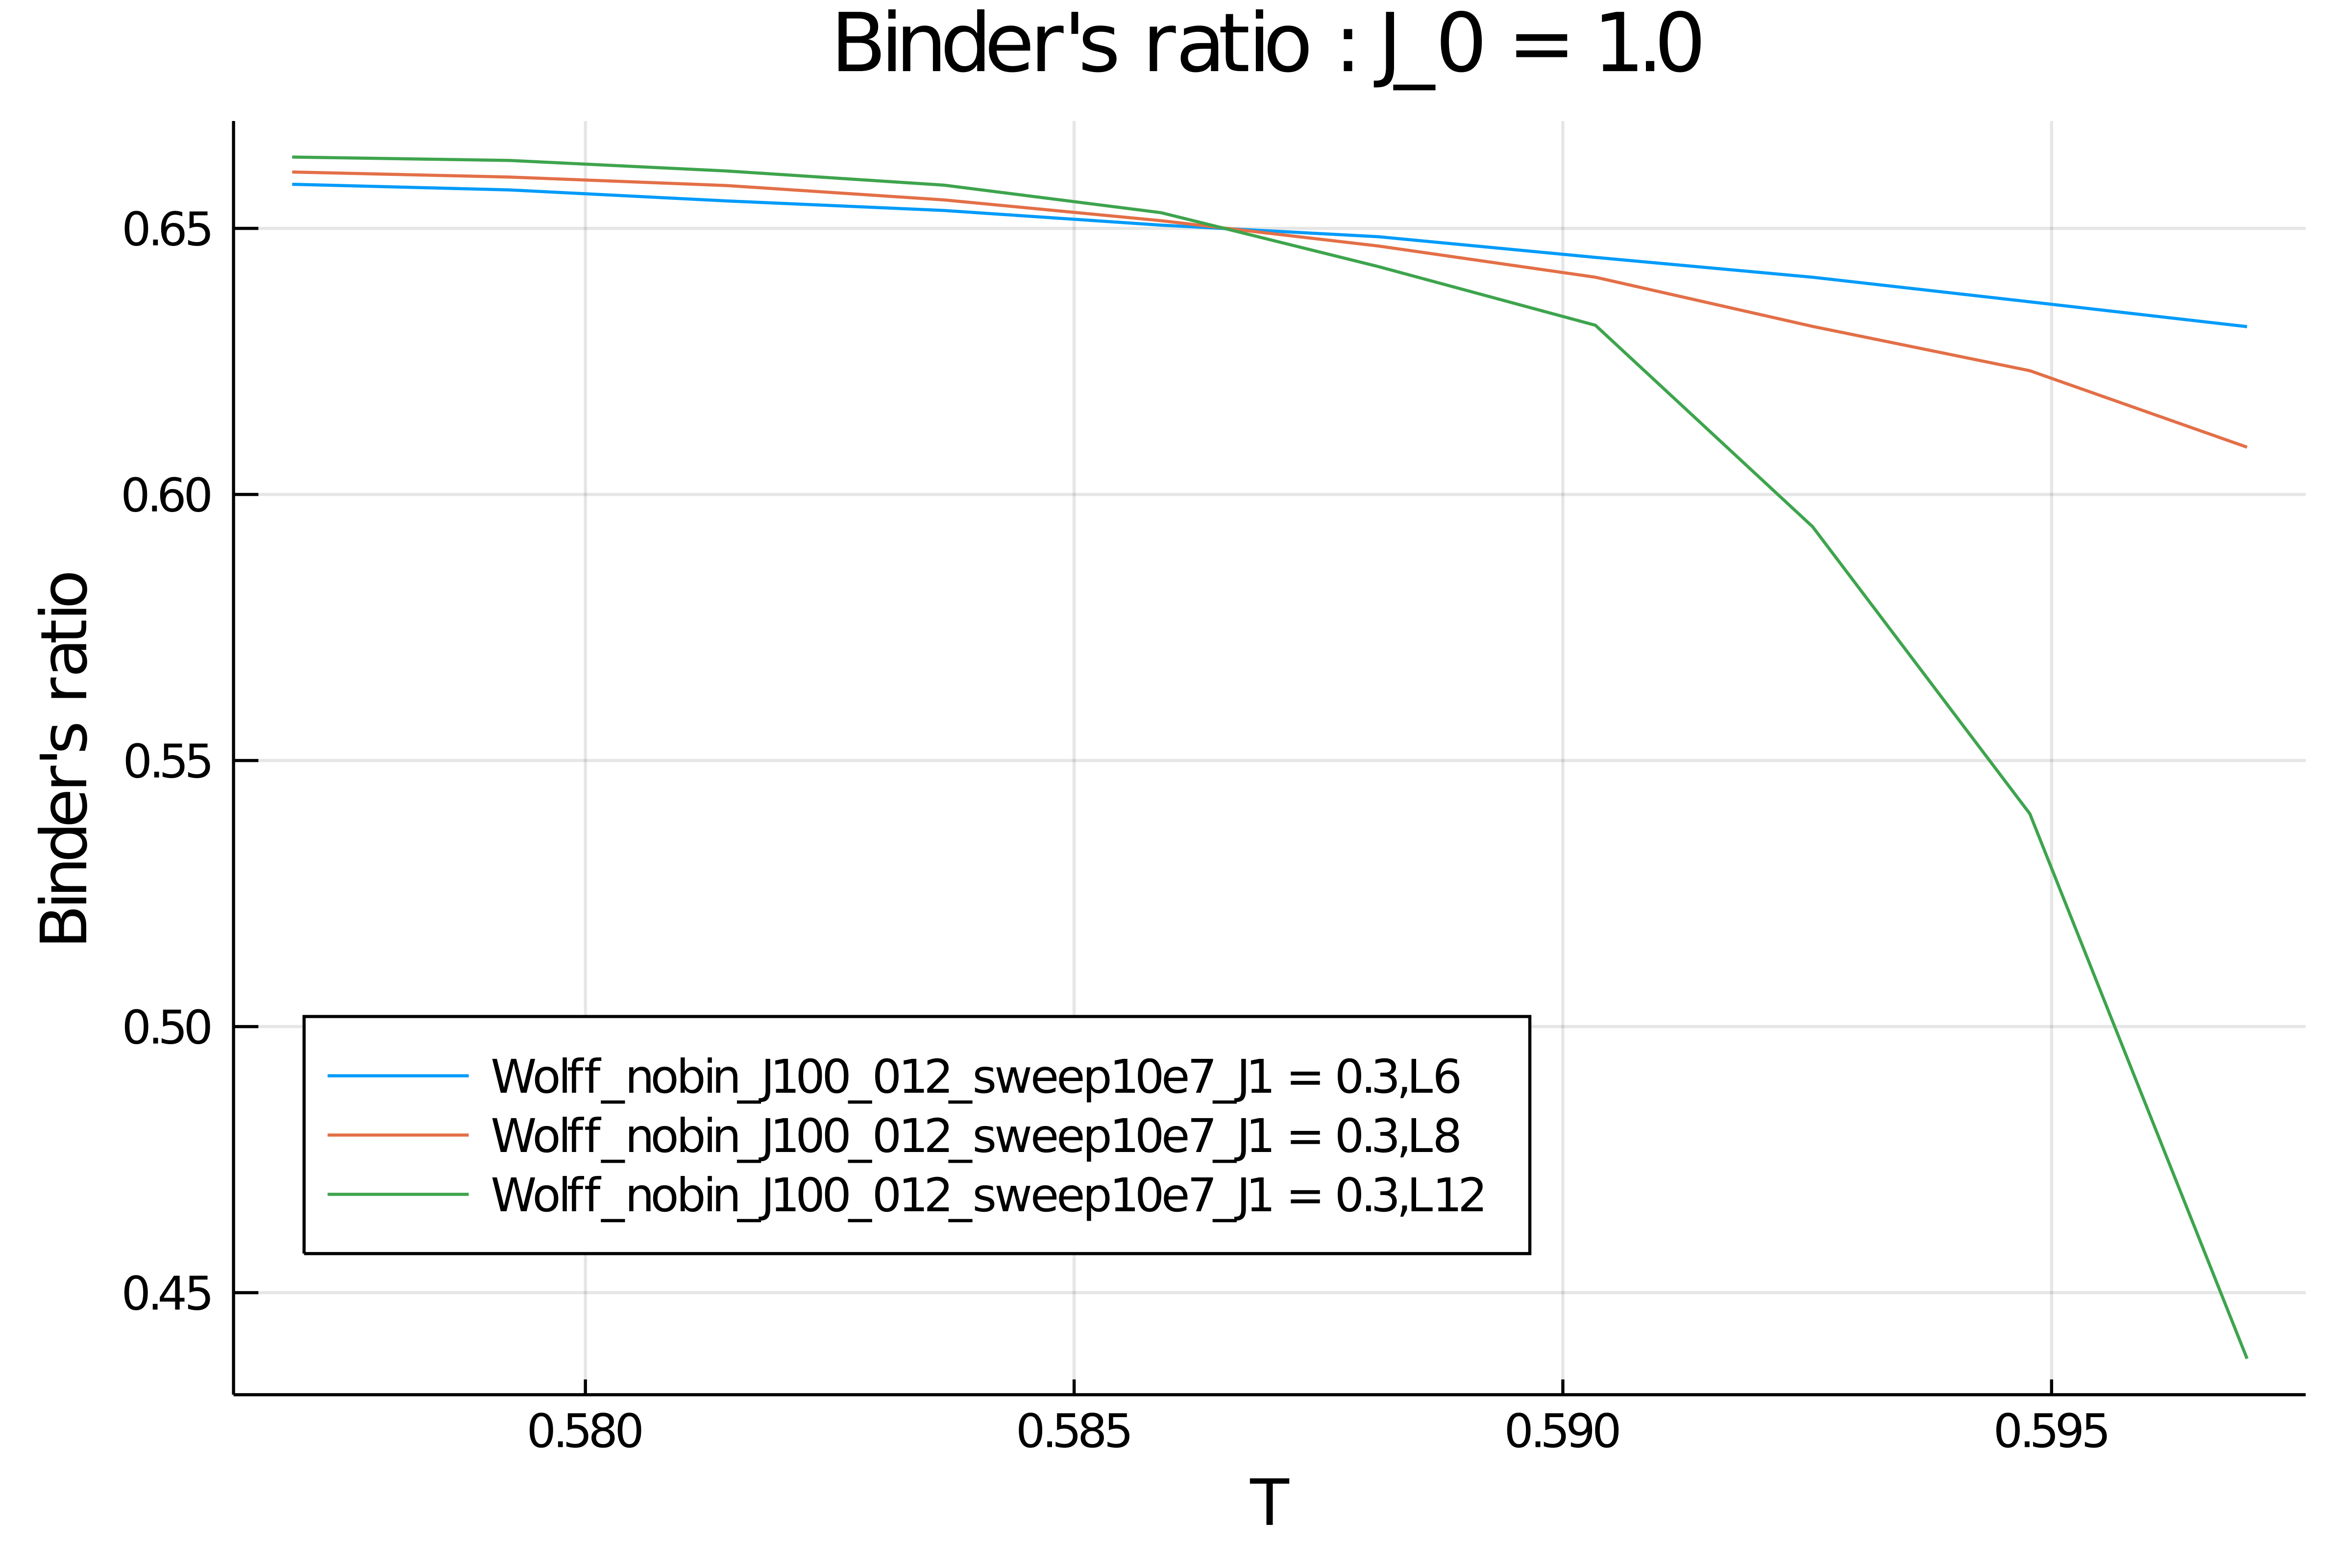 Binder's ratio : J_0 = 1.0
Binder's ratio
0.65
0.60
0.55
0.50
0.45
Wolff_nobin_J100_012_sweep10e7_J1 = 0.3,L6
Wolff_nobin_J100_012_sweep10e7_J1 = 0.3,L8
Wolff_nobin_J100_012_sweep10e7_J1 = 0.3,L12
0.580 0.585 0.590 0.595
T